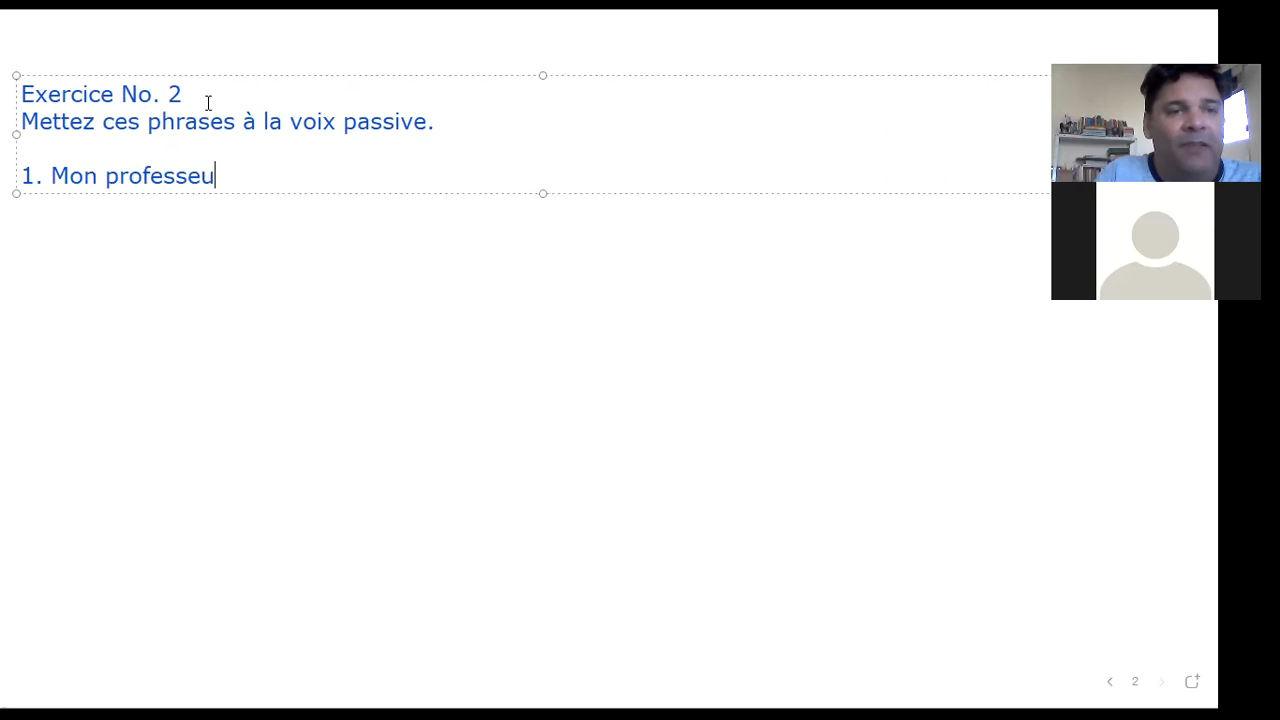 Exercice No. 2
Mettez ces phrases à la voix passive.
1. Mon professeu
2